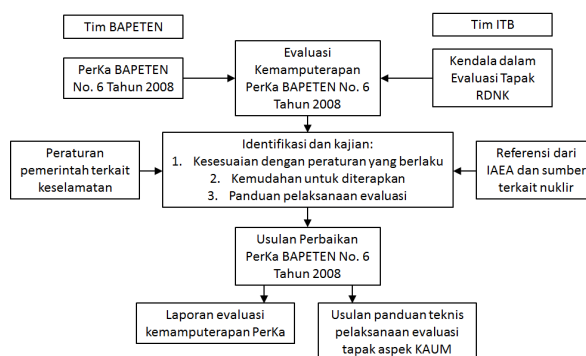 Tim BAPETEN
Tim ITB
PerKa BAPETEN
No. 6 Tahun 2008
Evaluasi
Kemamputerapan
PerKa BAPETEN No. 6
Tahun 2008
Kendala dalam
Evaluasi Tapak
RDNK
Peraturan
pemerintah terkait
keselamatan
Identifikasi dan kajian:
1. Kesesuaian dengan peraturan yang berlaku
2. Kemudahan untuk diterapkan
3. Panduan pelaksanaan evaluasi
Referensi dari
IAEA dan sumber
terkait nuklir
Usulan Perbaikan
PerKa BAPETEN No. 6
Tahun 2008
Laporan evaluasi
kemamputerapan PerKa
Usulan panduan teknis
pelaksanaan evaluasi
tapak aspek KAUM